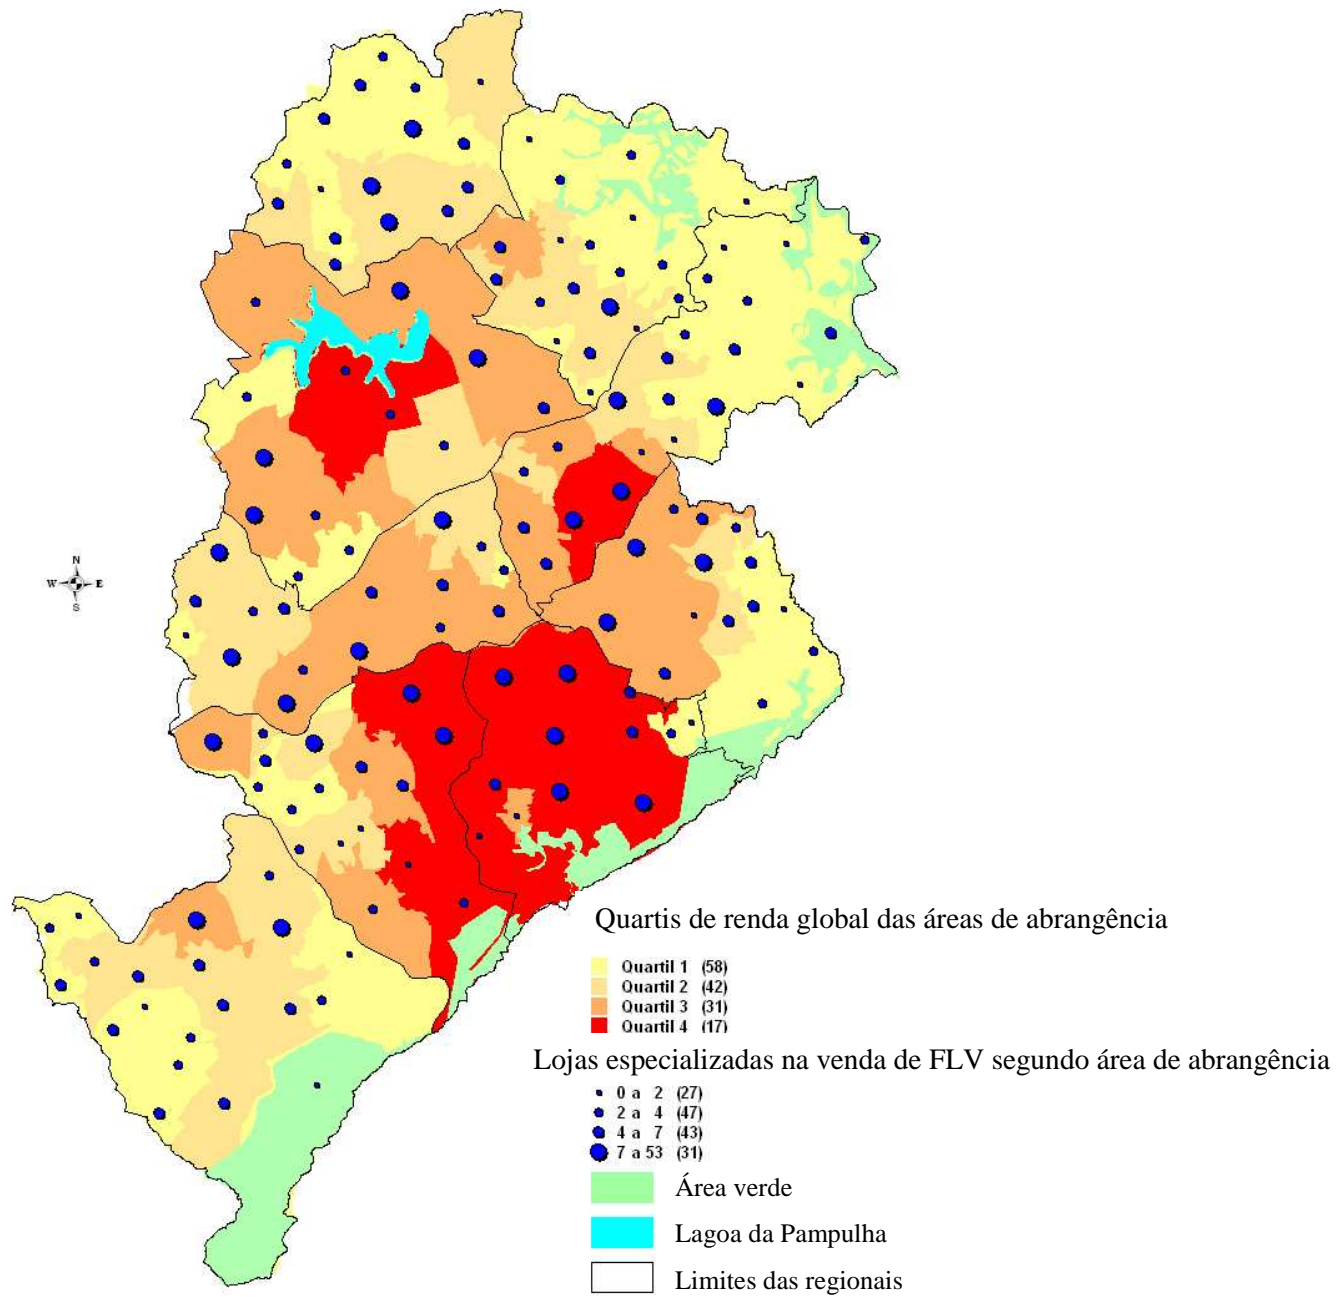 N
W E
S
Quartis de renda global das áreas de abrangência
Quartil 1 (58)
Quartil 2 (42)
Quartil 3 (31)
Quartil 4 (17)
Lojas especializadas na venda de FLV segundo área de abrangência
0 a 2 (27)
2 a 4 (47)
4 a 7 (43)
7 a 53 (31)
Área verde
Lagoa da Pampulha
Limites das regionais